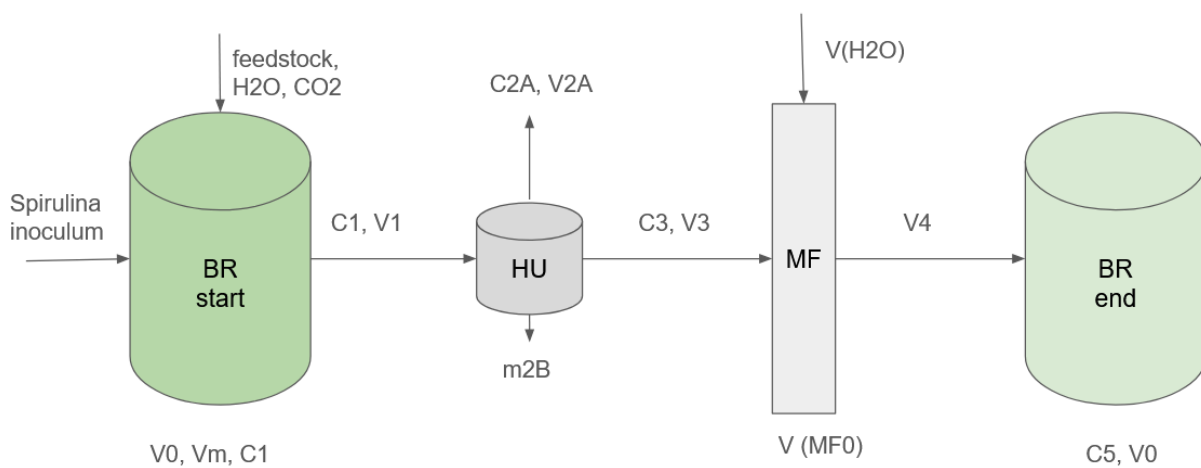 feedstock,
H2O, CO2
Spirulina
inoculum
BR
start
V0, Vm, C1
C1, V1
C2A, V2A
HU
m2B
C3, V3
V(H2O)
MF
V (MF0)
V4
BR
end
C5, V0